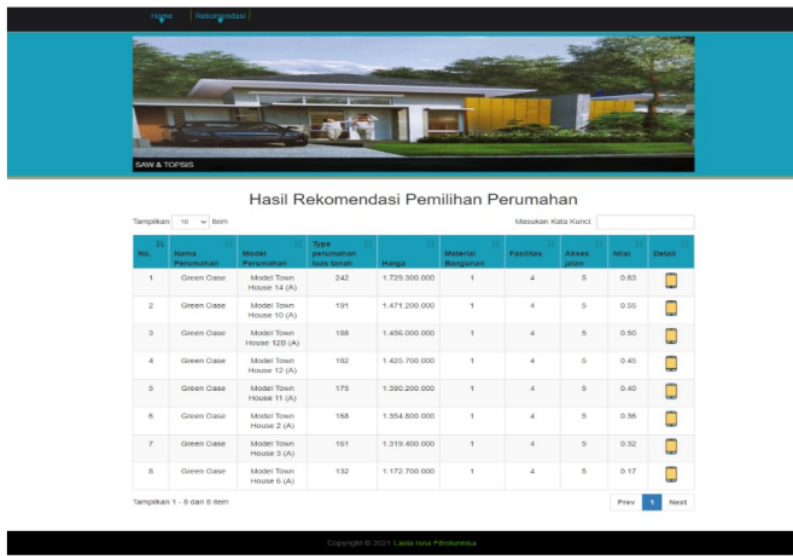 Home Rekomendasi
SAW & TOPSIS
Hasil Rekomendasi Pemilihan Perumahan
Tampilkan 10 item Masukan Kata Kunci:
No. Nama Perumahan Model Perumahan Type perumahan luas tanah Harga Material Bangunan Fasilitas Akses jalan Nilai Detail
1 Green Oase Model Town House 14 (A) 242 1.729.300.000 1 4 5 0.83
2 Green Oase Model Town House 10 (A) 191 1.471.200.000 1 4 5 0.55
3 Green Oase Model Town House 12B (A) 188 1.456.000.000 1 4 5 0.50
4 Green Oase Model Town House 12 (A) 182 1.425.700.000 1 4 5 0.45
5 Green Oase Model Town House 11 (A) 175 1.390.200.000 1 4 5 0.40
6 Green Oase Model Town House 2 (A) 168 1.354.800.000 1 4 5 0.36
7 Green Oase Model Town House 3 (A) 161 1.319.400.000 1 4 5 0.32
8 Green Oase Model Town House 6 (A) 132 1.172.700.000 1 4 5 0.17
Tampilkan 1 - 8 dari 8 item Prev 1 Next
Copyright © 2021